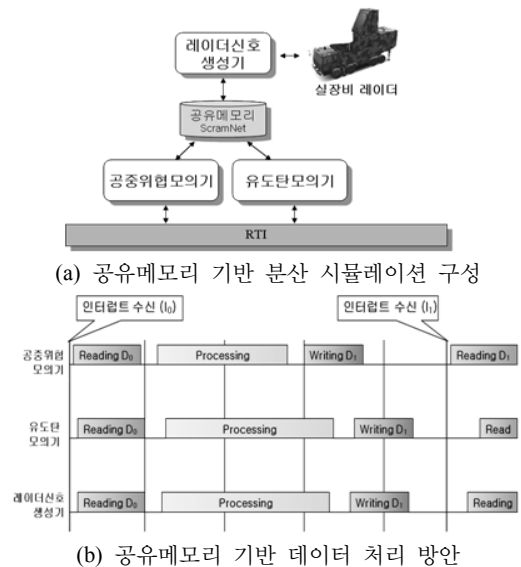 레이더신호
생성기
실장비 레이더
공유메모리
ScramNet
공중위협모의기
유도탄모의기
RTI
(a) 공유메모리 기반 분산 시뮬레이션 구성
인터럽트 수신 (I₀)
인터럽트 수신 (I₁)
공중위협
모의기
Reading D₀
Processing
Writing D₁
Reading D₁
유도탄
모의기
Reading D₀
Processing
Writing D₁
Read
레이더신호
생성기
Reading D₀
Processing
Writing D₁
Reading
(b) 공유메모리 기반 데이터 처리 방안